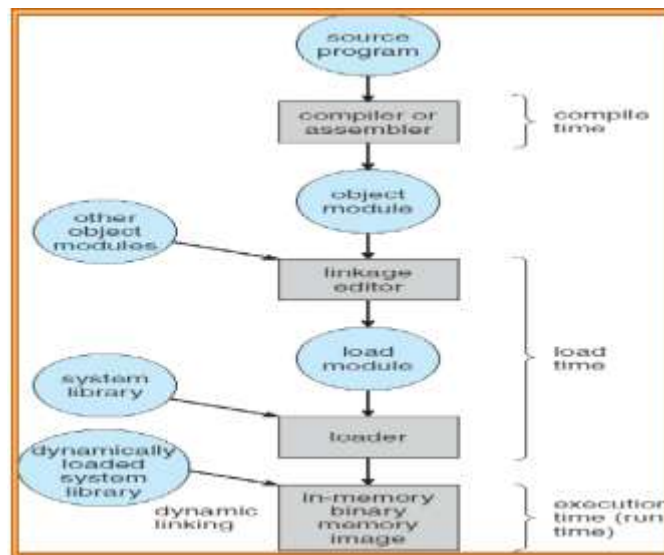 source
program
compiler or
assembler
compile
time
object
module
other
object
modules
linkage
editor
load
module
load
time
system
library
loader
dynamically
loaded
system
library
dynamic
linking
in-memory
binary
memory
image
execution
time (run
time)